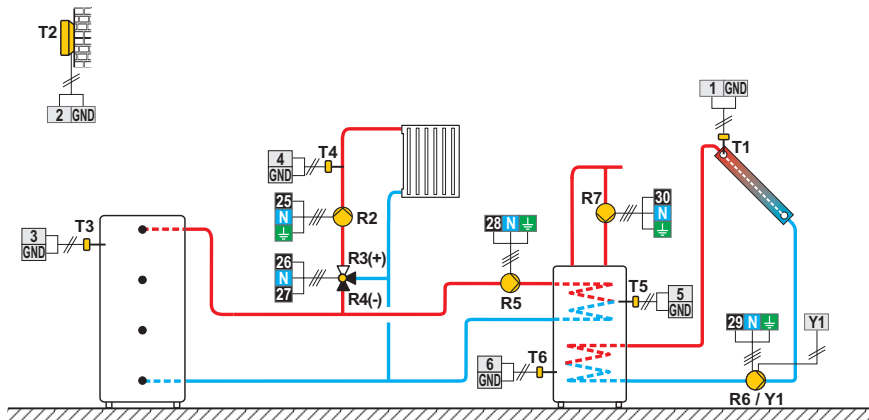 T2
2 GND
1 GND
T1
4
GND
T4
25
N
R2
3
GND
T3
26
N
27
R3(+)
R4(-)
28 N
R5
R7
30
N
T5
5
GND
6
GND
T6
29 N
Y1
R6 / Y1